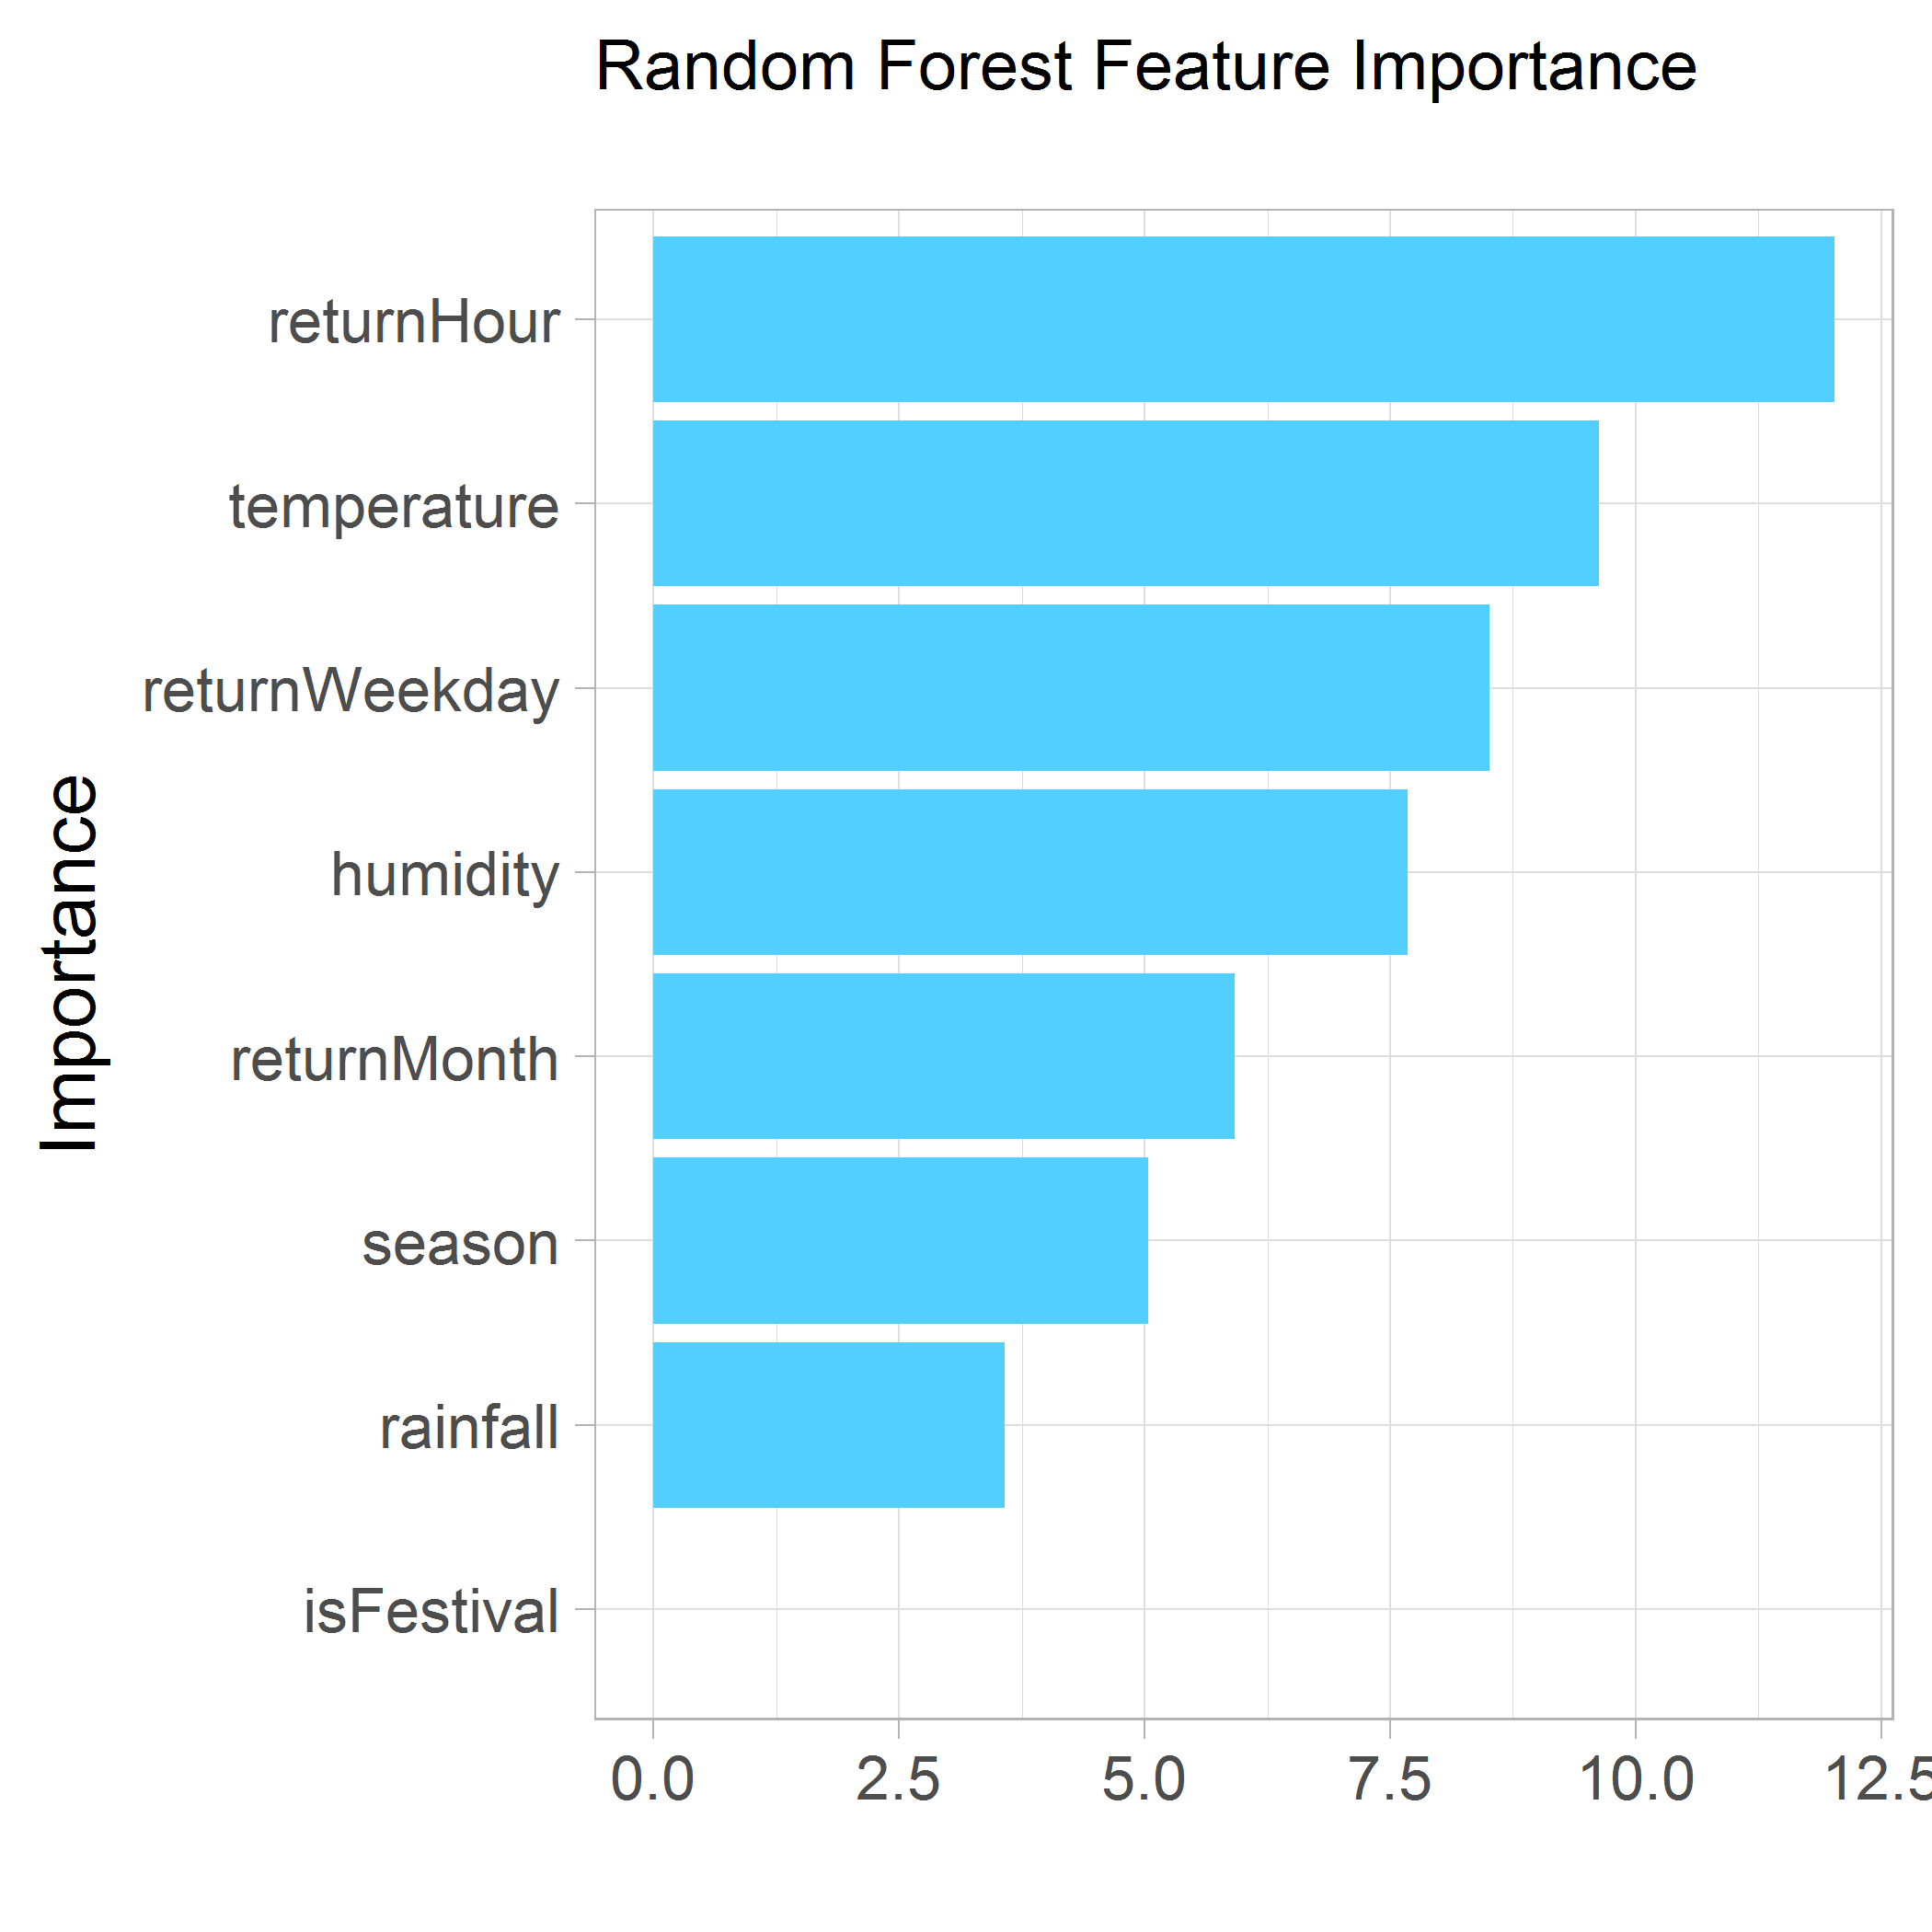 Random Forest Feature Importance
returnHour
temperature
returnWeekday
humidity
returnMonth
season
rainfall
isFestival
Importance
0.0 2.5 5.0 7.5 10.0 12.5